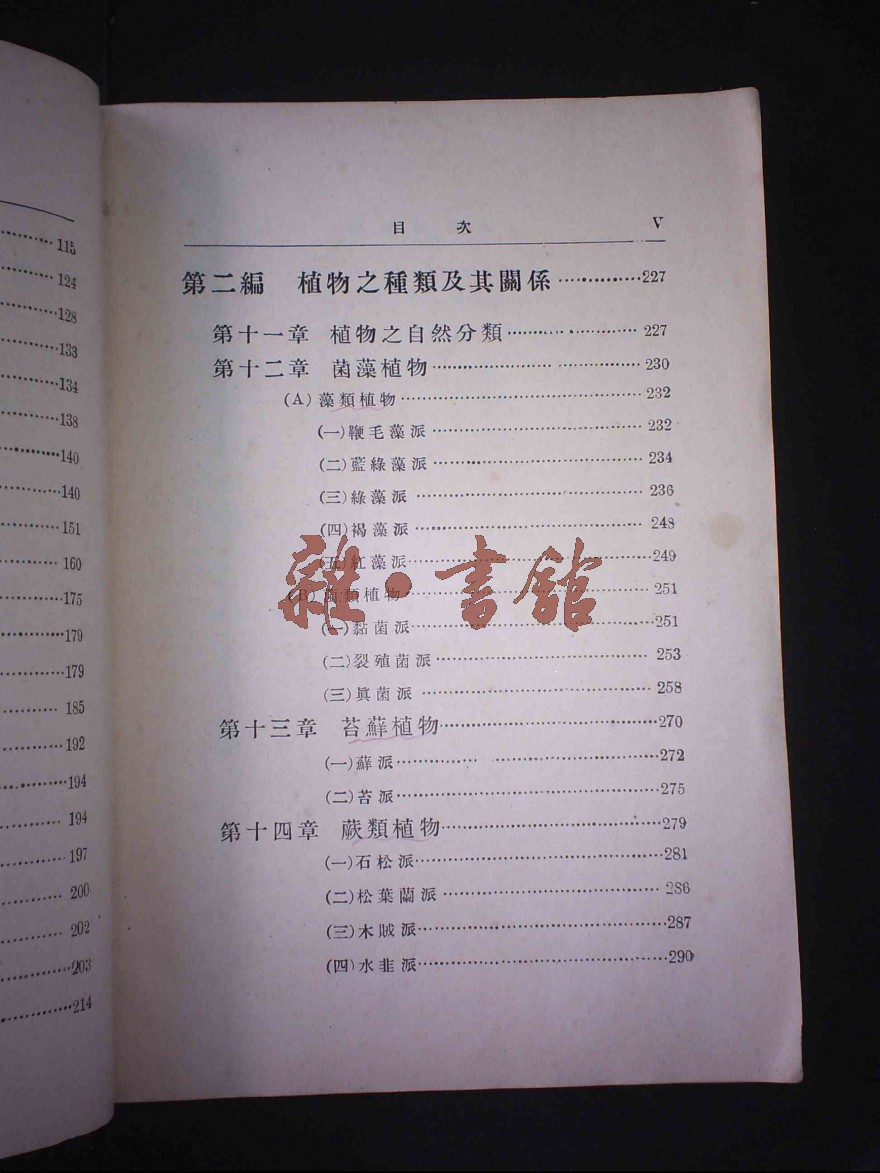 115
124
128
133
134
138
140
140
151
160
175
179
179
185
192
194
194
197
200
202
203
214
目 次 V
第二編 植物之種類及其關係……………227
第十一章 植物之自然分類……………227
第十二章 菌藻植物……………230
(A) 藻類植物……………232
(一)鞭毛藻派……………232
(二)藍綠藻派……………234
(三)綠藻派……………236
(四)褐藻派……………248
(五)紅藻派……………249
(B) 菌類植物……………251
(一)黏菌派……………251
(二)裂殖菌派……………253
(三)眞菌派……………258
第十三章 苔蘚植物……………270
(一)蘚派……………272
(二)苔派……………275
第十四章 蕨類植物……………279
(一)石松派……………281
(二)松葉蘭派……………286
(三)木賊派……………287
(四)水韭派……………290
雜·書館